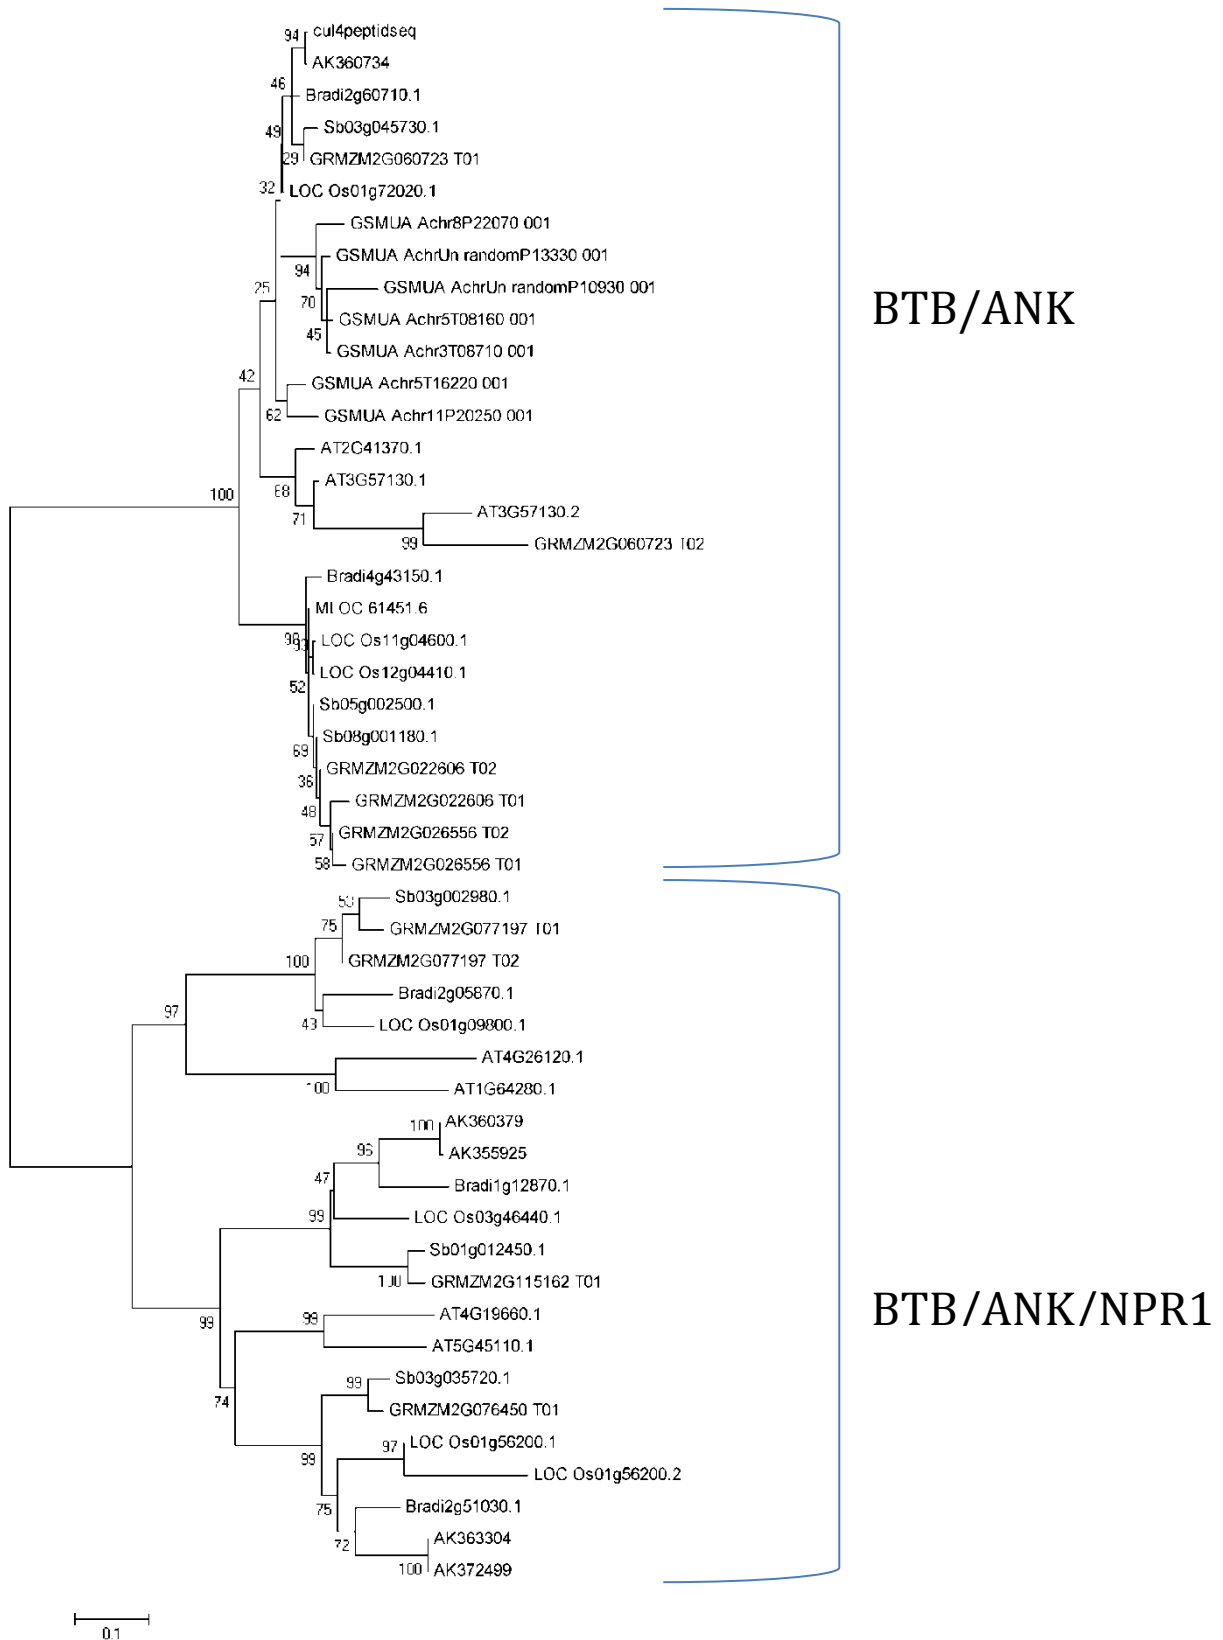 94 cul4peptidseq
AK360734
46 Bradi2g60710.1
49 Sb03g045730.1
29 GRMZM2G060723 T01
32 LOC Os01g72020.1
GSMUA Achr8P22070 001
94 GSMUA AchrUn randomP13330 001
25 70 GSMUA AchrUn randomP10930 001
45 GSMUA Achr5T08160 001
GSMUA Achr3T08710 001
42 GSMUA Achr5T16220 001
62 GSMUA Achr11P20250 001
AT2G41370.1
100 68 AT3G57130.1
71 AT3G57130.2
99 GRMZM2G060723 T02
Bradi4g43150.1
MLOC 61451.6
98 93 LOC Os11g04600.1
52 LOC Os12g04410.1
Sb05g002500.1
69 Sb08g001180.1
36 GRMZM2G022606 T02
48 GRMZM2G022606 T01
57 GRMZM2G026556 T02
58 GRMZM2G026556 T01
BTB/ANK
53 Sb03g002980.1
75 GRMZM2G077197 T01
100 GRMZM2G077197 T02
Bradi2g05870.1
97 43 LOC Os01g09800.1
AT4G26120.1
100 AT1G64280.1
100 AK360379
96 AK355925
47 Bradi1g12870.1
99 LOC Os03g46440.1
Sb01g012450.1
100 GRMZM2G115162 T01
99 99 AT4G19660.1
AT5G45110.1
99 Sb03g035720.1
74 GRMZM2G076450 T01
99 97 LOC Os01g56200.1
LOC Os01g56200.2
75 Bradi2g51030.1
72 AK363304
100 AK372499
BTB/ANK/NPR1
0.1